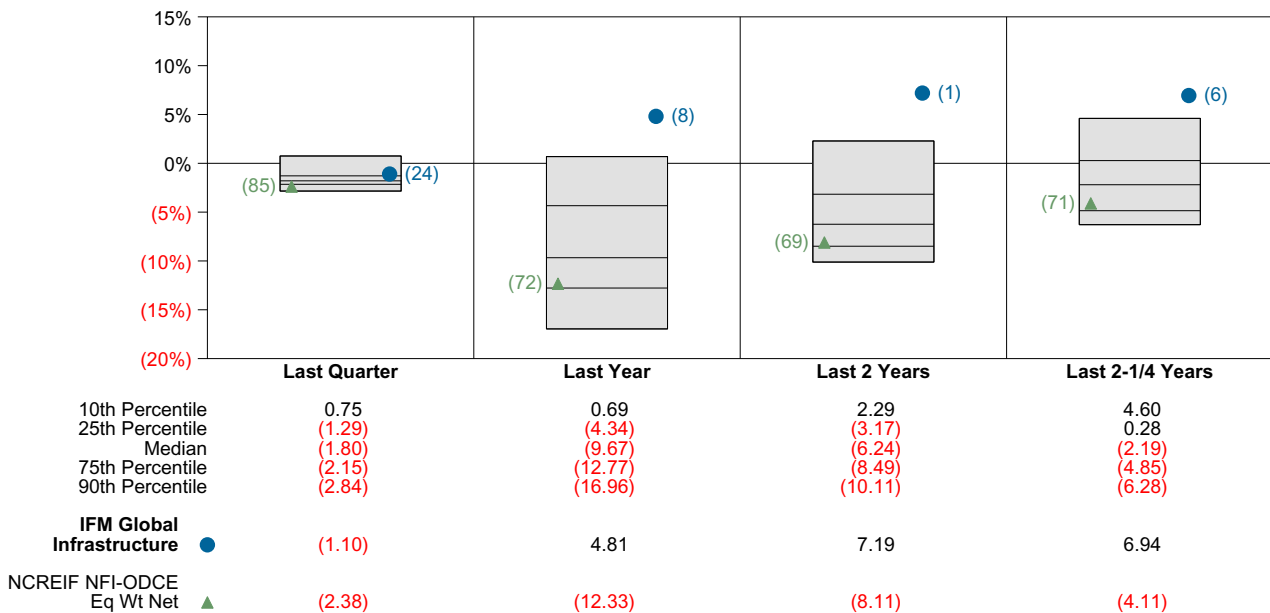 15%
10%
5%
0%
(5%)
(10%)
(15%)
(20%)
(85) (24)
(72) (8)
(69) (1)
(71) (6)
Last Quarter Last Year Last 2 Years Last 2-1/4 Years
10th Percentile 0.75 0.69 2.29 4.60
25th Percentile (1.29) (4.34) (3.17) 0.28
Median (1.80) (9.67) (6.24) (2.19)
75th Percentile (2.15) (12.77) (8.49) (4.85)
90th Percentile (2.84) (16.96) (10.11) (6.28)
IFM Global
Infrastructure (1.10) 4.81 7.19 6.94
NCREIF NFI-ODCE
Eq Wt Net (2.38) (12.33) (8.11) (4.11)